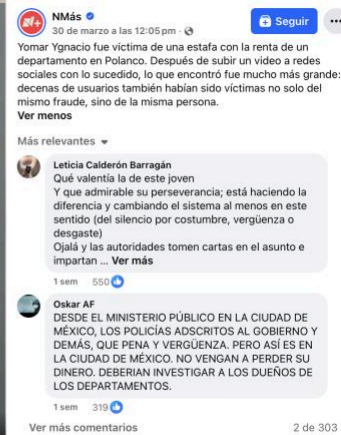 NMás
30 de marzo a las 12:05 pm ·
Seguir
Yomar Ygnacio fue víctima de una estafa con la renta de un
departamento en Polanco. Después de subir un video a redes
sociales con lo sucedido, lo que encontró fue mucho más grande:
decenas de usuarios también habían sido víctimas no solo del
mismo fraude, sino de la misma persona.
Ver menos
Más relevantes
Leticia Calderón Barragán
Qué valentía la de este joven
Y que admirable su perseverancia; está haciendo la
diferencia y cambiando el sistema al menos en este
sentido (del silencio por costumbre, vergüenza o
desgaste)
Ojalá y las autoridades tomen cartas en el asunto e
impartan ... Ver más
1 sem 550
Oskar AF
DESDE EL MINISTERIO PÚBLICO EN LA CIUDAD DE
MÉXICO, LOS POLICÍAS ADSCRITOS AL GOBIERNO Y
DEMÁS, QUE PENA Y VERGÜENZA. PERO ASÍ ES EN
LA CIUDAD DE MÉXICO. NO VENGAN A PERDER SU
DINERO. DEBERIAN INVESTIGAR A LOS DUEÑOS DE
LOS DEPARTAMENTOS.
1 sem 319
Ver más comentarios 2 de 303